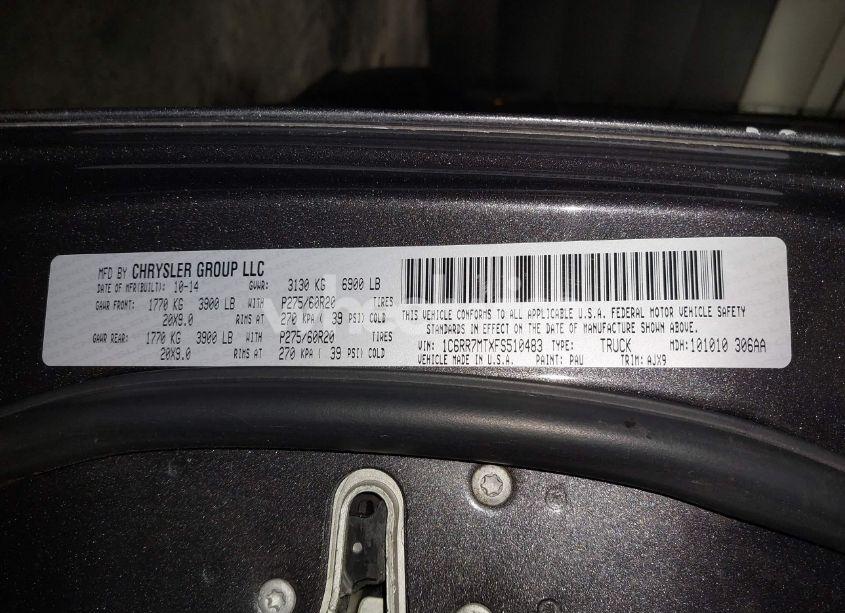 MFD BY CHRYSLER GROUP LLC
DATE OF MFR(BUILT): 10-14 GVWR: 3130 KG 6900 LB
GAWR FRONT: 1770 KG 3900 LB WITH P275/60R20 TIRES
20X9.0 RIMS AT 270 KPA( 39 PSI) COLD
GAWR REAR: 1770 KG 3900 LB WITH P275/60R20 TIRES
20X9.0 RIMS AT 270 KPA( 39 PSI) COLD
THIS VEHICLE CONFORMS TO ALL APPLICABLE U.S.A. FEDERAL MOTOR VEHICLE SAFETY
STANDARDS IN EFFECT ON THE DATE OF MANUFACTURE SHOWN ABOVE.
VIN: 1C6RR7MTXFS510483 TYPE: TRUCK MDH:101010 306AA
VEHICLE MADE IN U.S.A. PAINT: PAU TRIM: AJX9